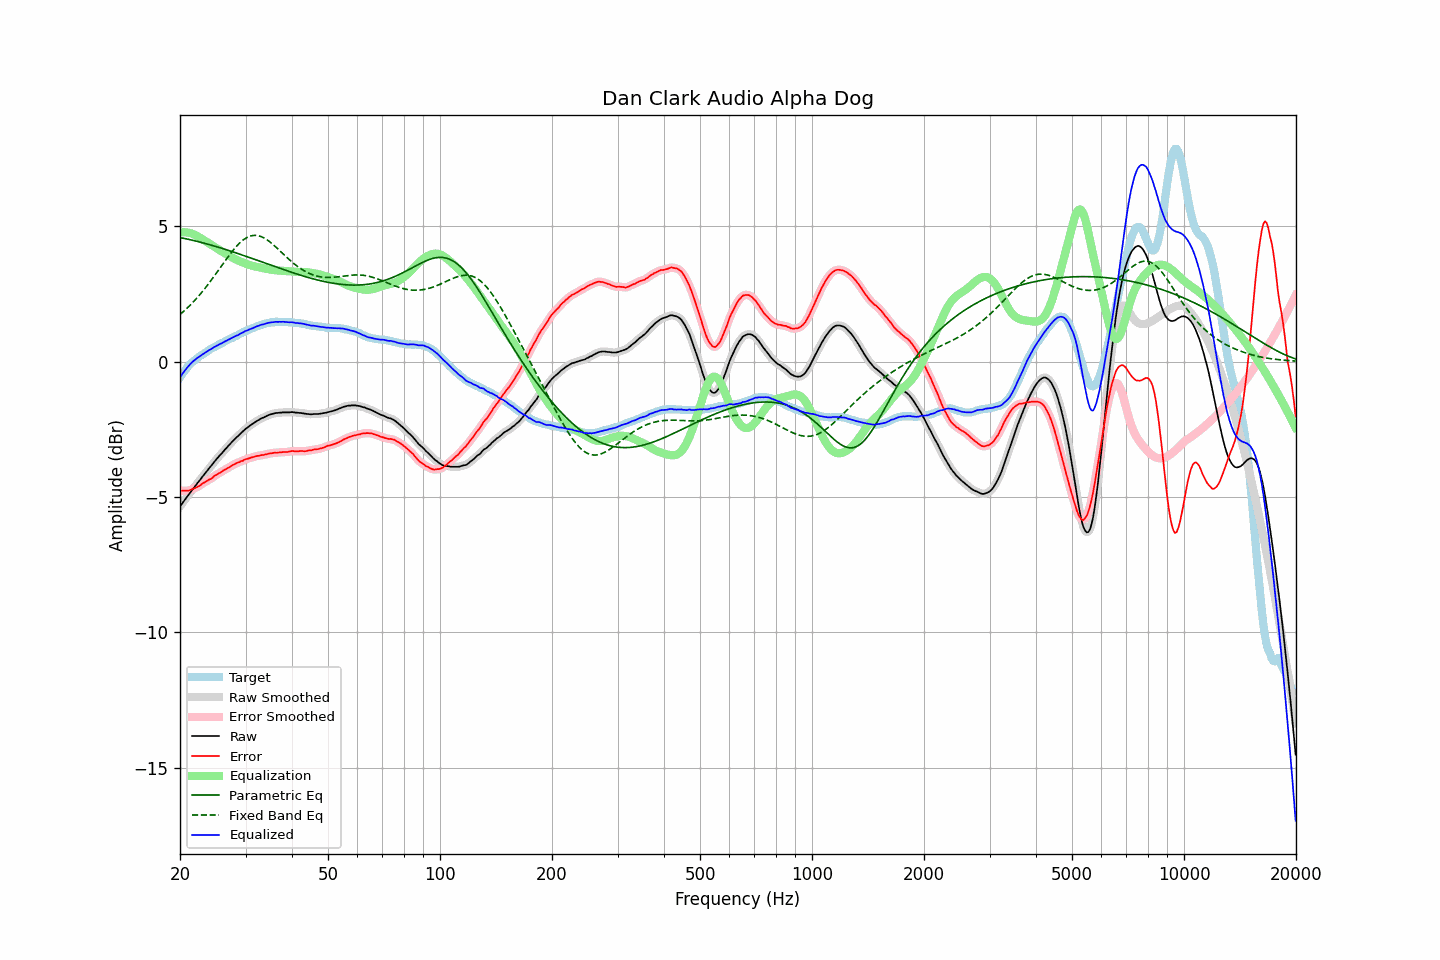 Dan Clark Audio Alpha Dog
Amplitude (dBr)
5
0
−5
−10
−15
Target
Raw Smoothed
Error Smoothed
Raw
Error
Equalization
Parametric Eq
Fixed Band Eq
Equalized
20 50 100 200 500 1000 2000 5000 10000 20000
Frequency (Hz)